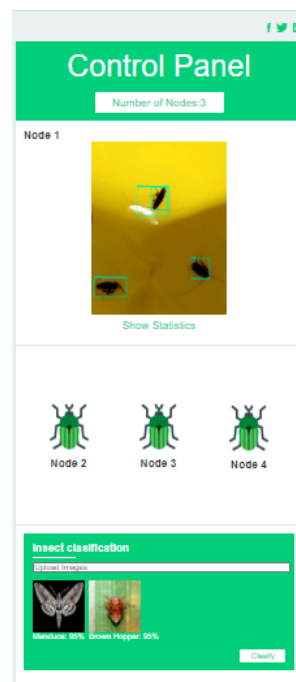 Control Panel
Number of Nodes:3
Node 1
Show Statistics
Node 2 Node 3 Node 4
Insect clasification
Upload Images
Manduca: 95% Brown Hopper: 95%
Classify